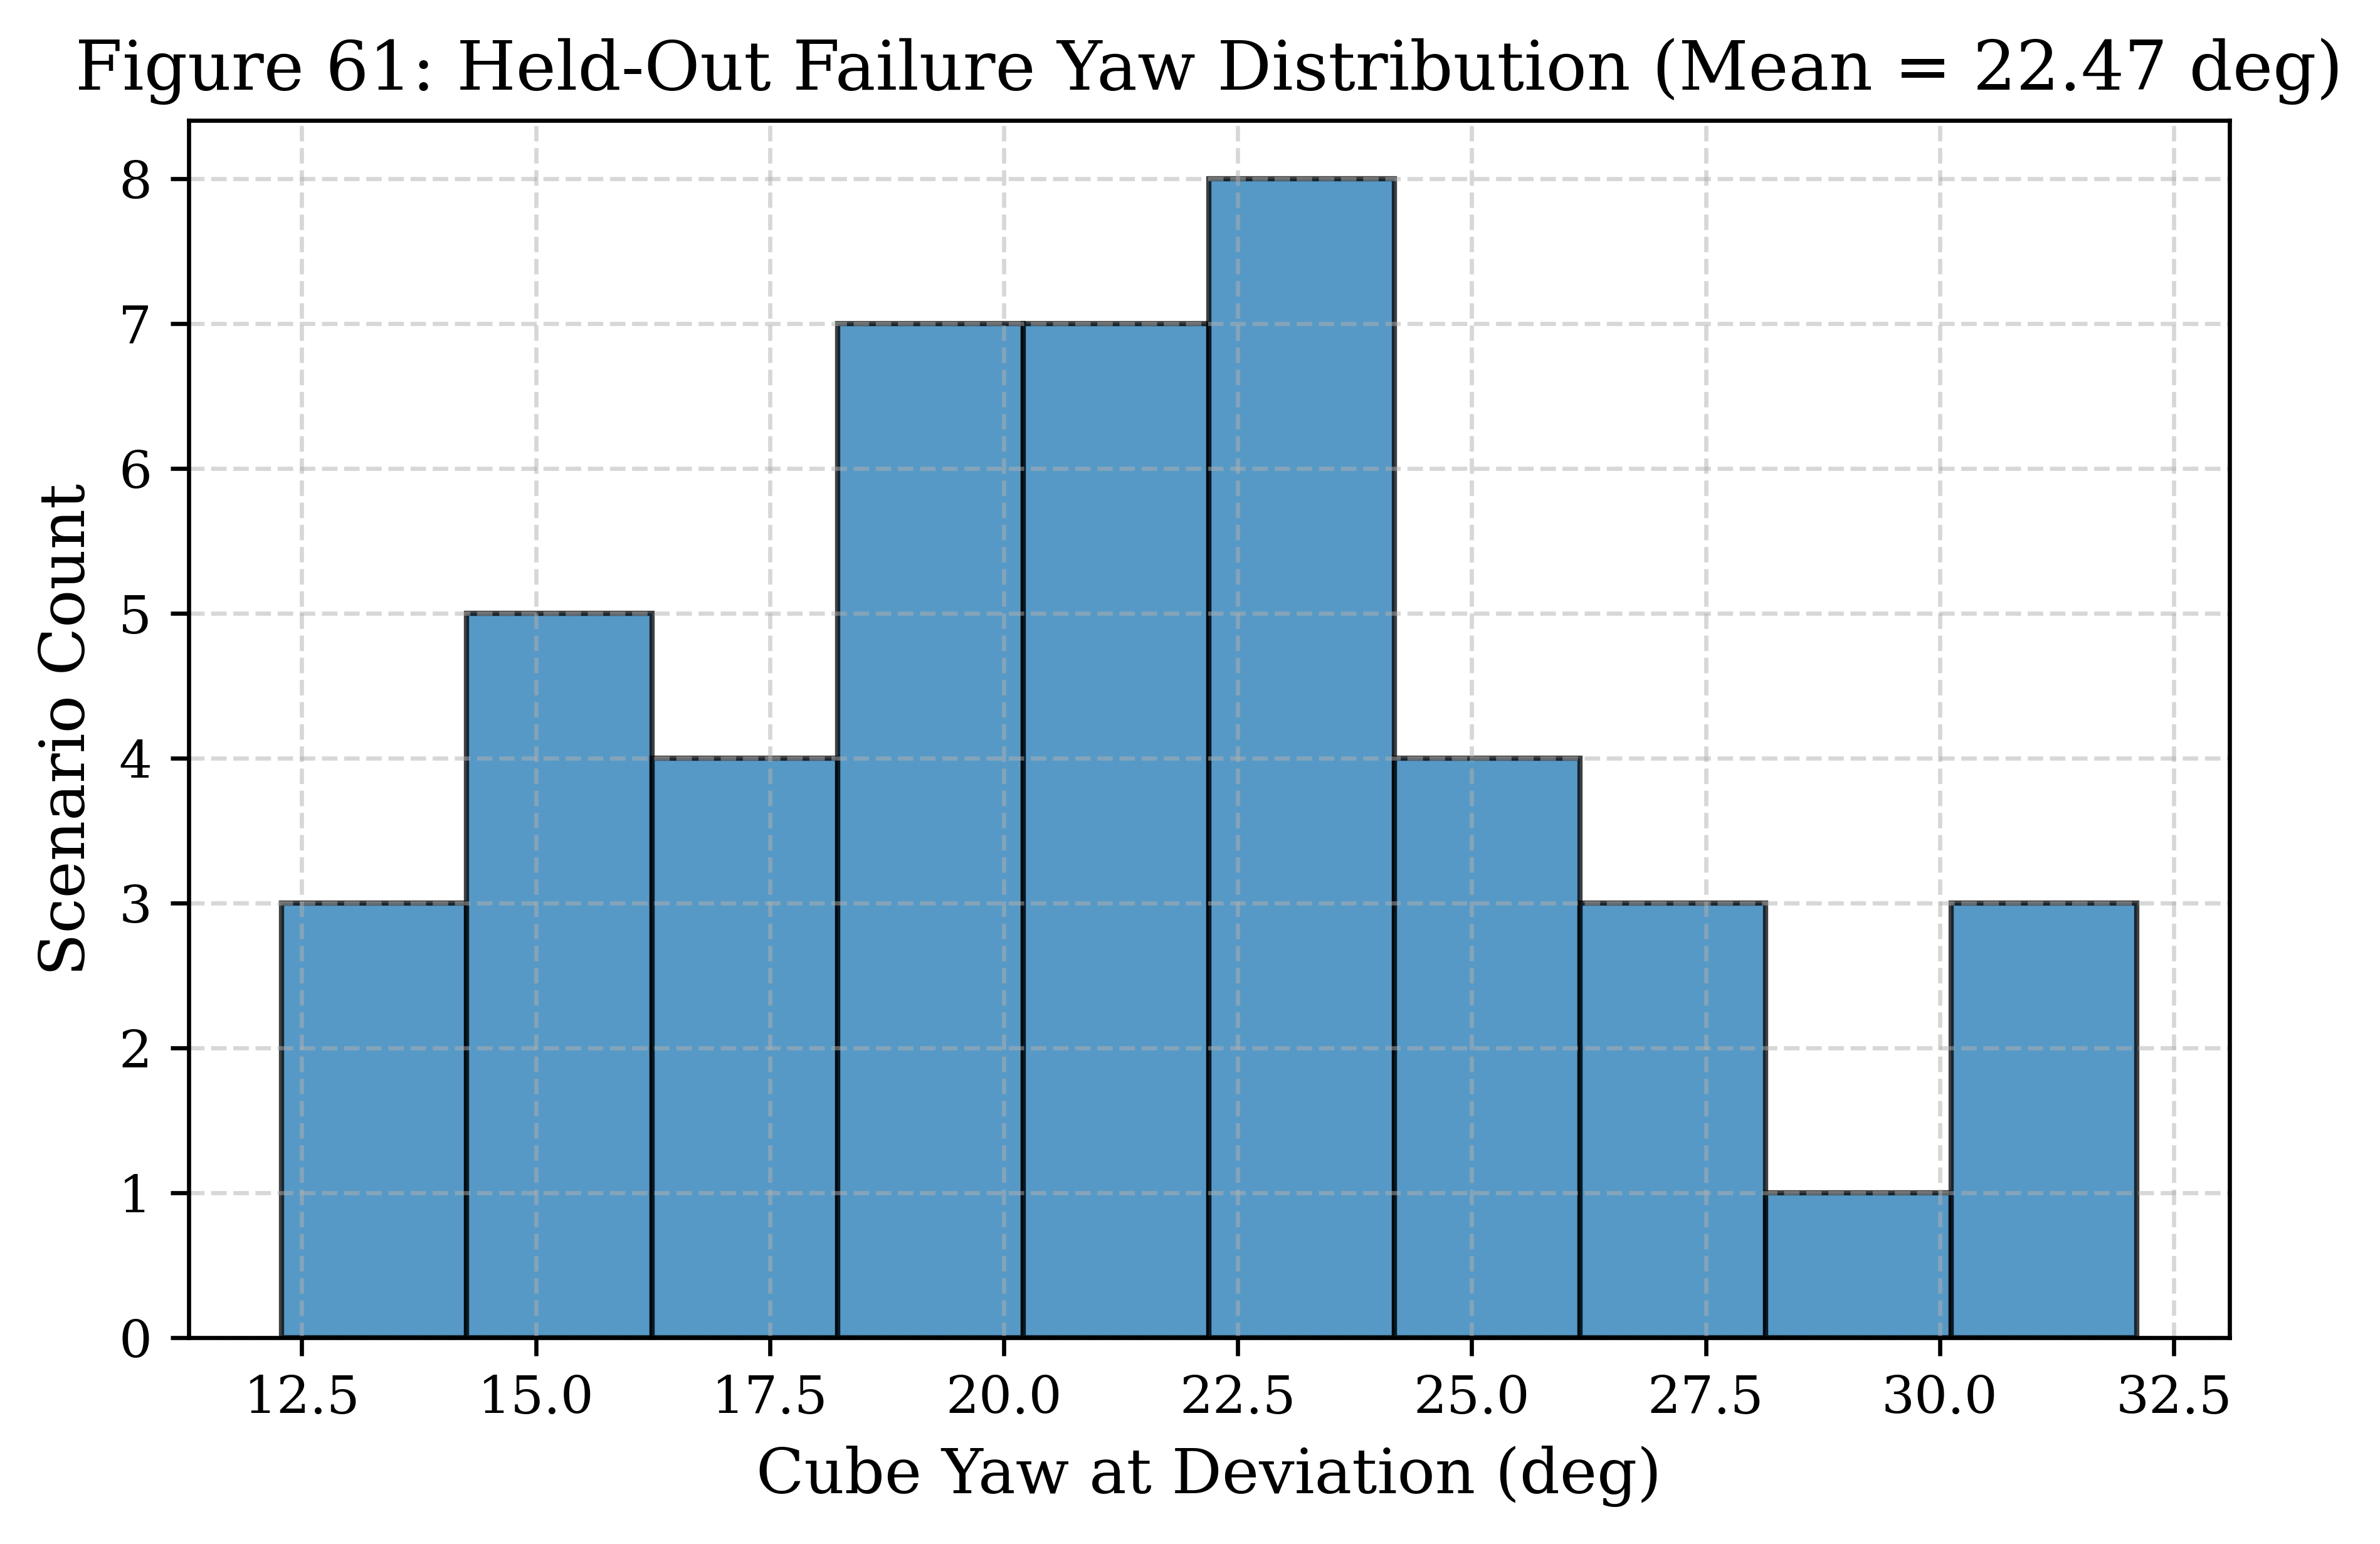 Figure 61: Held-Out Failure Yaw Distribution (Mean = 22.47 deg)
8
7
6
5
4
3
2
1
0
Scenario Count
12.5 15.0 17.5 20.0 22.5 25.0 27.5 30.0 32.5
Cube Yaw at Deviation (deg)